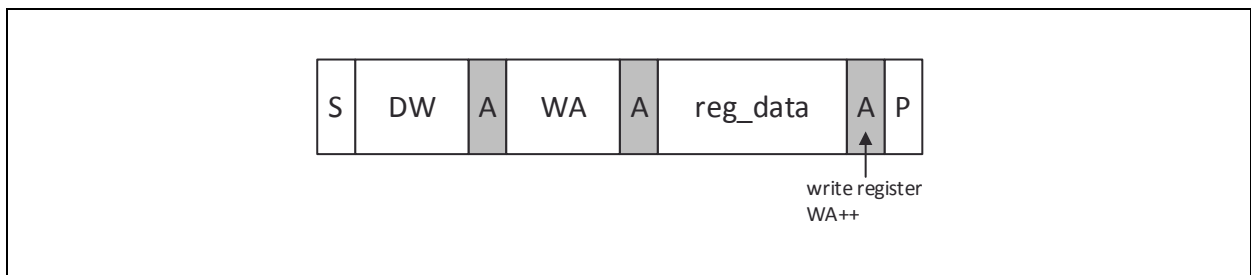 S DW A WA A reg_data A P
write register
WA++